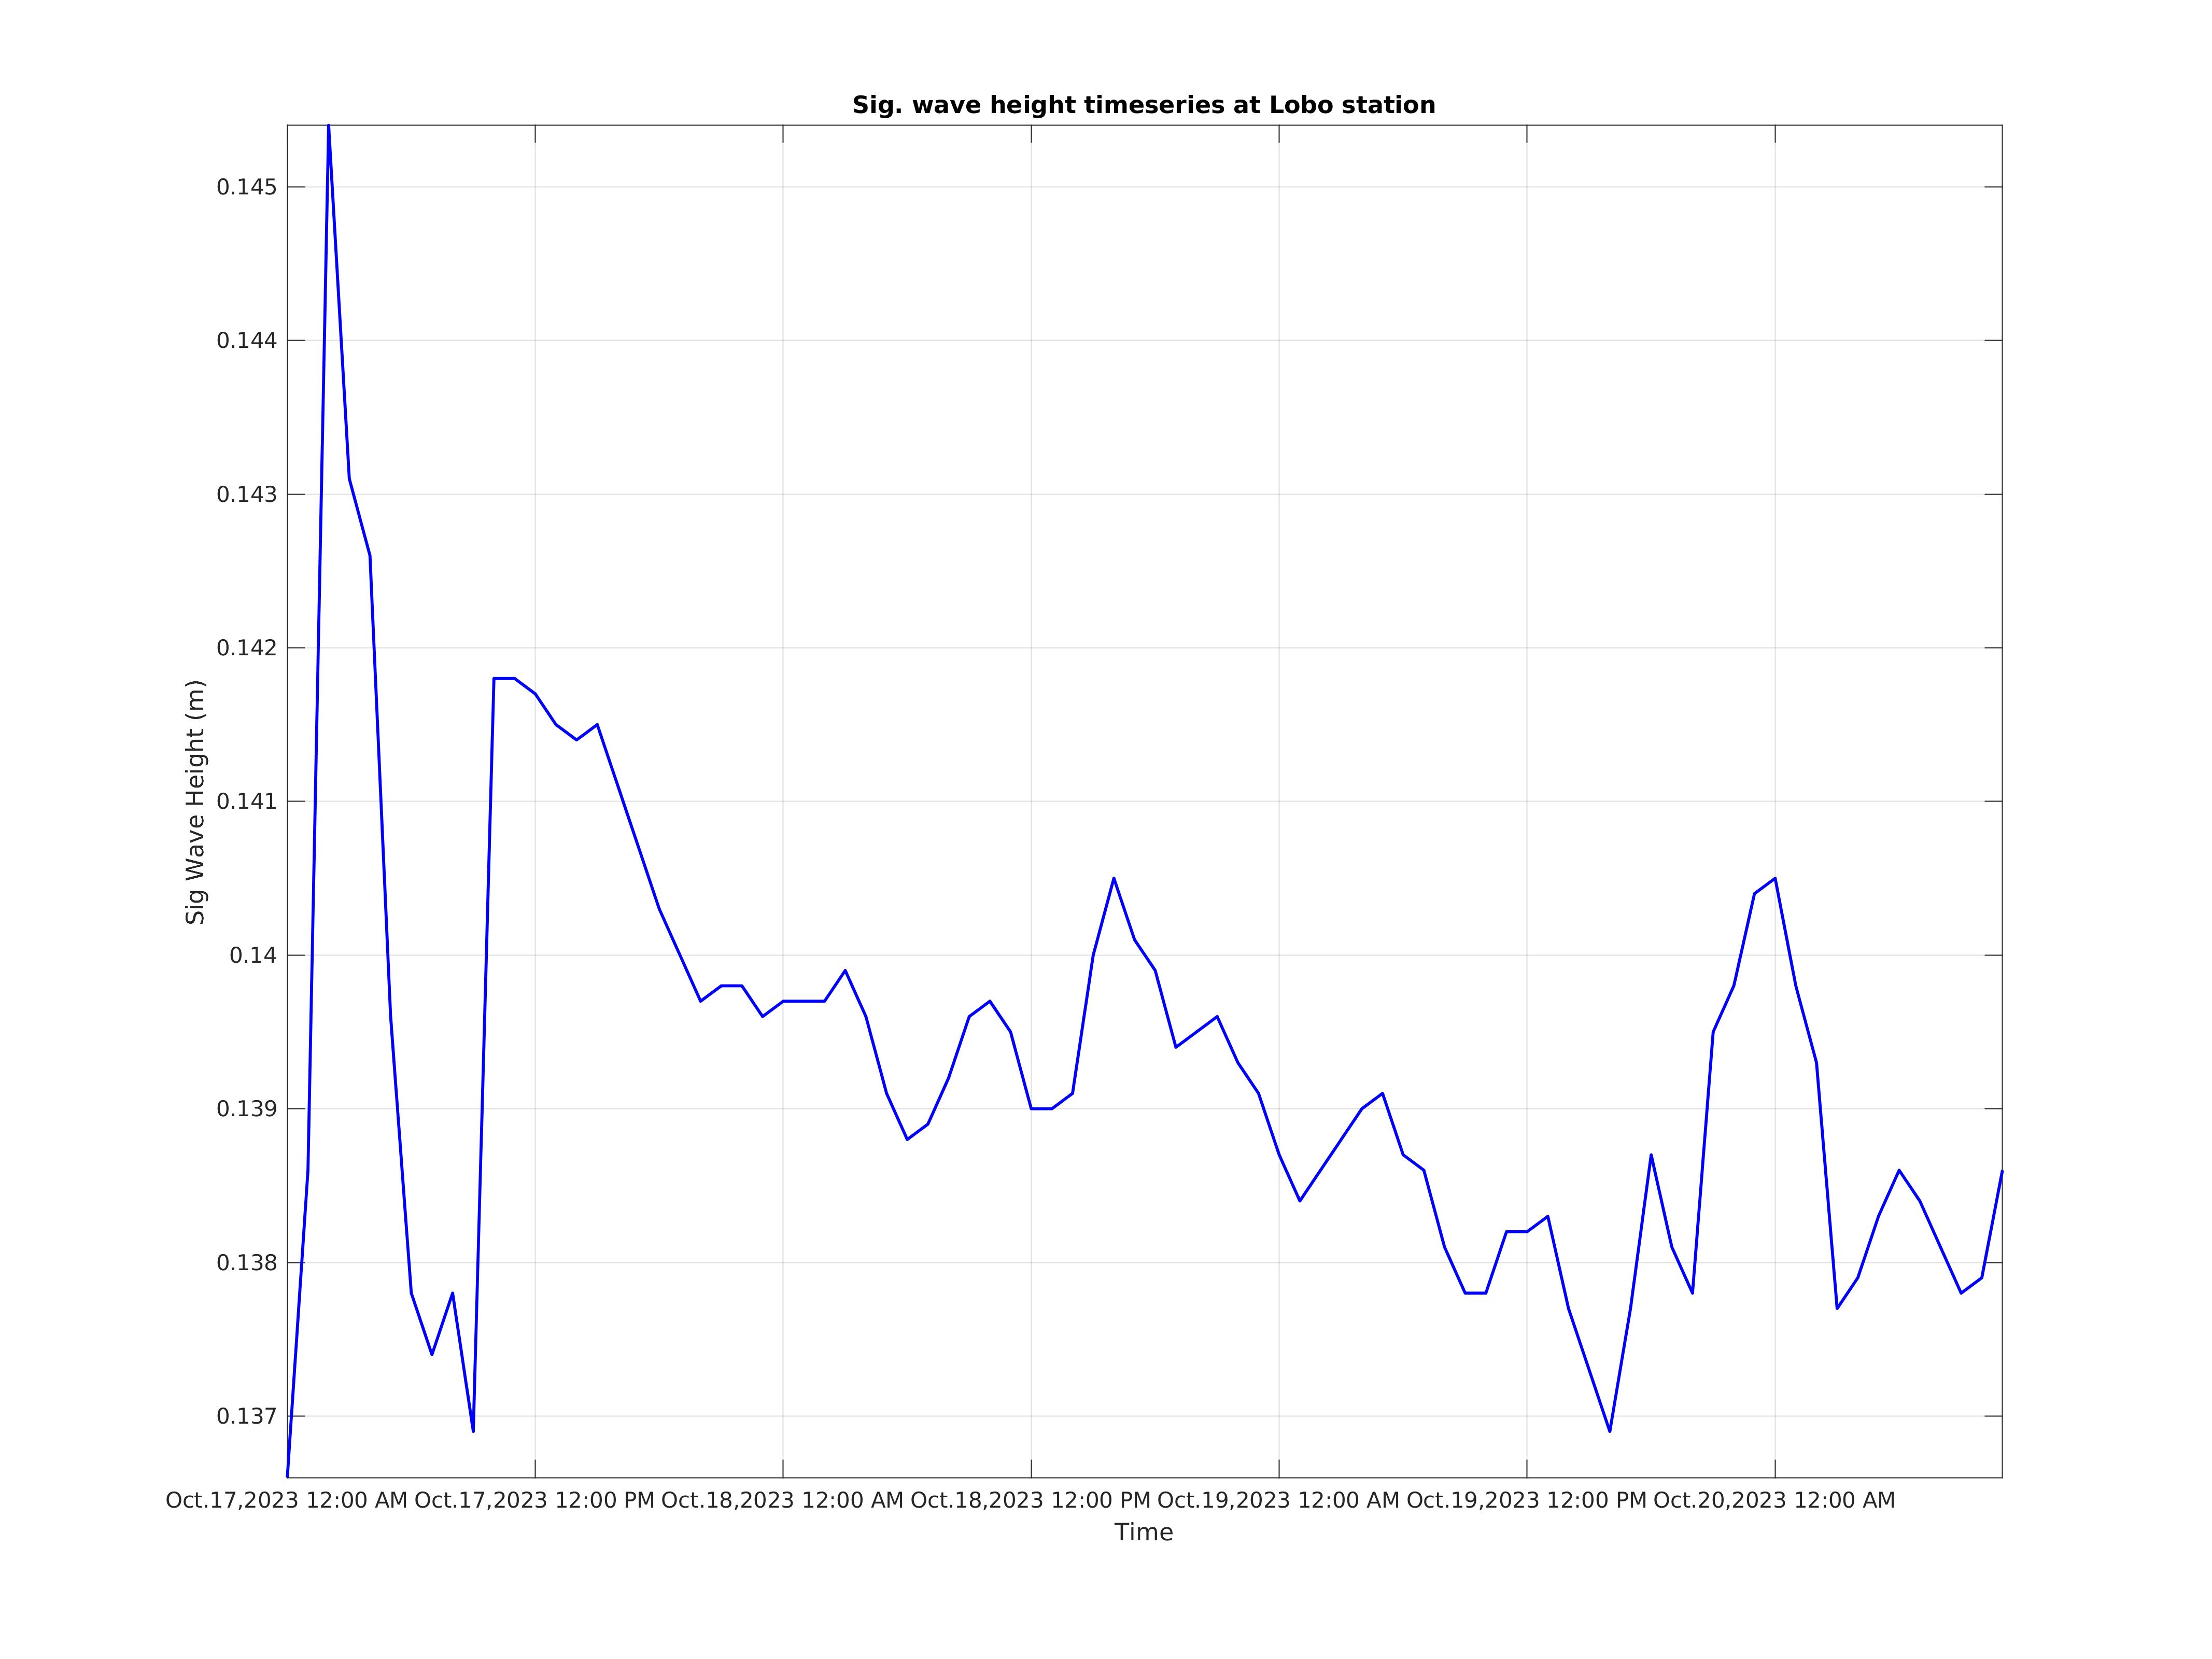 Sig. wave height timeseries at Lobo station
0.145
0.144
0.143
0.142
0.141
0.14
0.139
0.138
0.137
Sig Wave Height (m)
Oct.17,2023 12:00 AM Oct.17,2023 12:00 PM Oct.18,2023 12:00 AM Oct.18,2023 12:00 PM Oct.19,2023 12:00 AM Oct.19,2023 12:00 PM Oct.20,2023 12:00 AM
Time